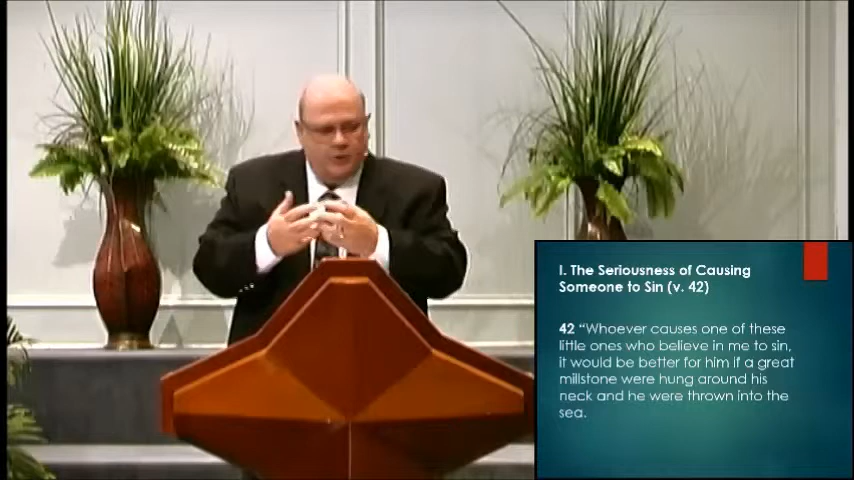 I. The Seriousness of Causing
Someone to Sin (v. 42)
42 “Whoever causes one of these
little ones who believe in me to sin,
it would be better for him if a great
millstone were hung around his
neck and he were thrown into the
sea.